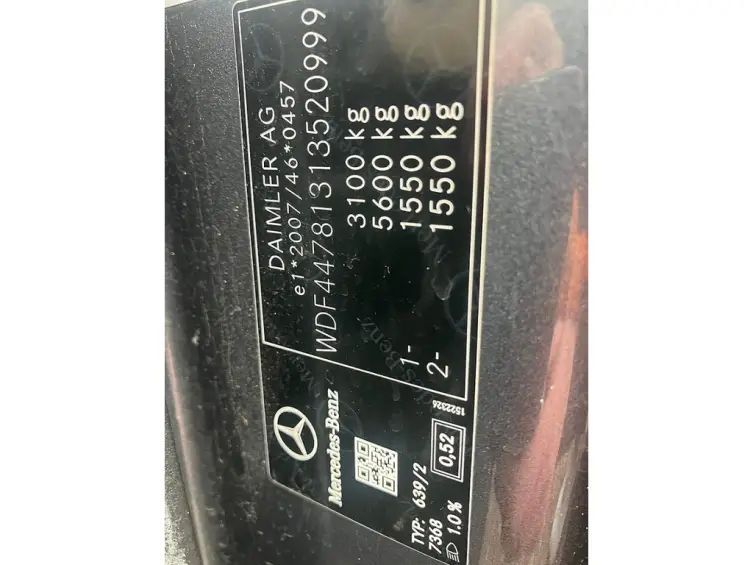 DAIMLER AG
e1*2007/46*0457
WDF44781313520999
3100 kg
5600 kg
1- 1550 kg
2- 1550 kg
Mercedes-Benz
1522326
TYP: 639/2
0,52
7368
1.0 %